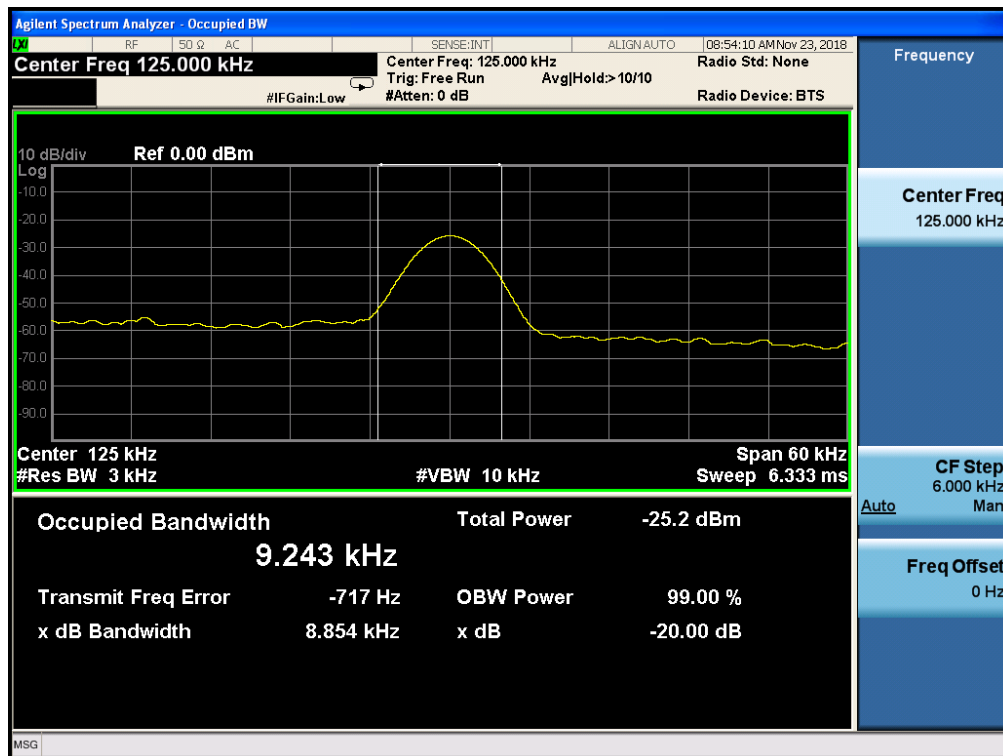 Agilent Spectrum Analyzer - Occupied BW
LXI RF 50 Ω AC SENSE:INT ALIGN AUTO 08:54:10 AM Nov 23, 2018
Center Freq 125.000 kHz
Center Freq: 125.000 kHz
Radio Std: None
Trig: Free Run Avg|Hold:>10/10
#IFGain:Low
#Atten: 0 dB
Radio Device: BTS
10 dB/div Ref 0.00 dBm
Log
-10.0
-20.0
-30.0
-40.0
-50.0
-60.0
-70.0
-80.0
-90.0
Center 125 kHz Span 60 kHz
#Res BW 3 kHz #VBW 10 kHz Sweep 6.333 ms
Occupied Bandwidth Total Power -25.2 dBm
9.243 kHz
Transmit Freq Error -717 Hz OBW Power 99.00 %
x dB Bandwidth 8.854 kHz x dB -20.00 dB
MSG
Frequency
Center Freq
125.000 kHz
CF Step
6.000 kHz
Auto Man
Freq Offset
0 Hz